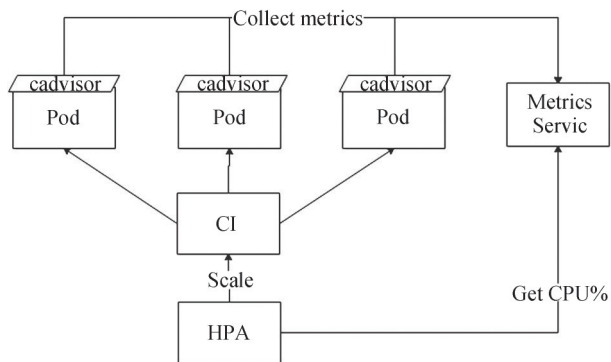 Collect metrics
cadvisor
cadvisor
cadvisor
Pod
Pod
Pod
Metrics
Servic
CI
Scale
Get CPU%
HPA